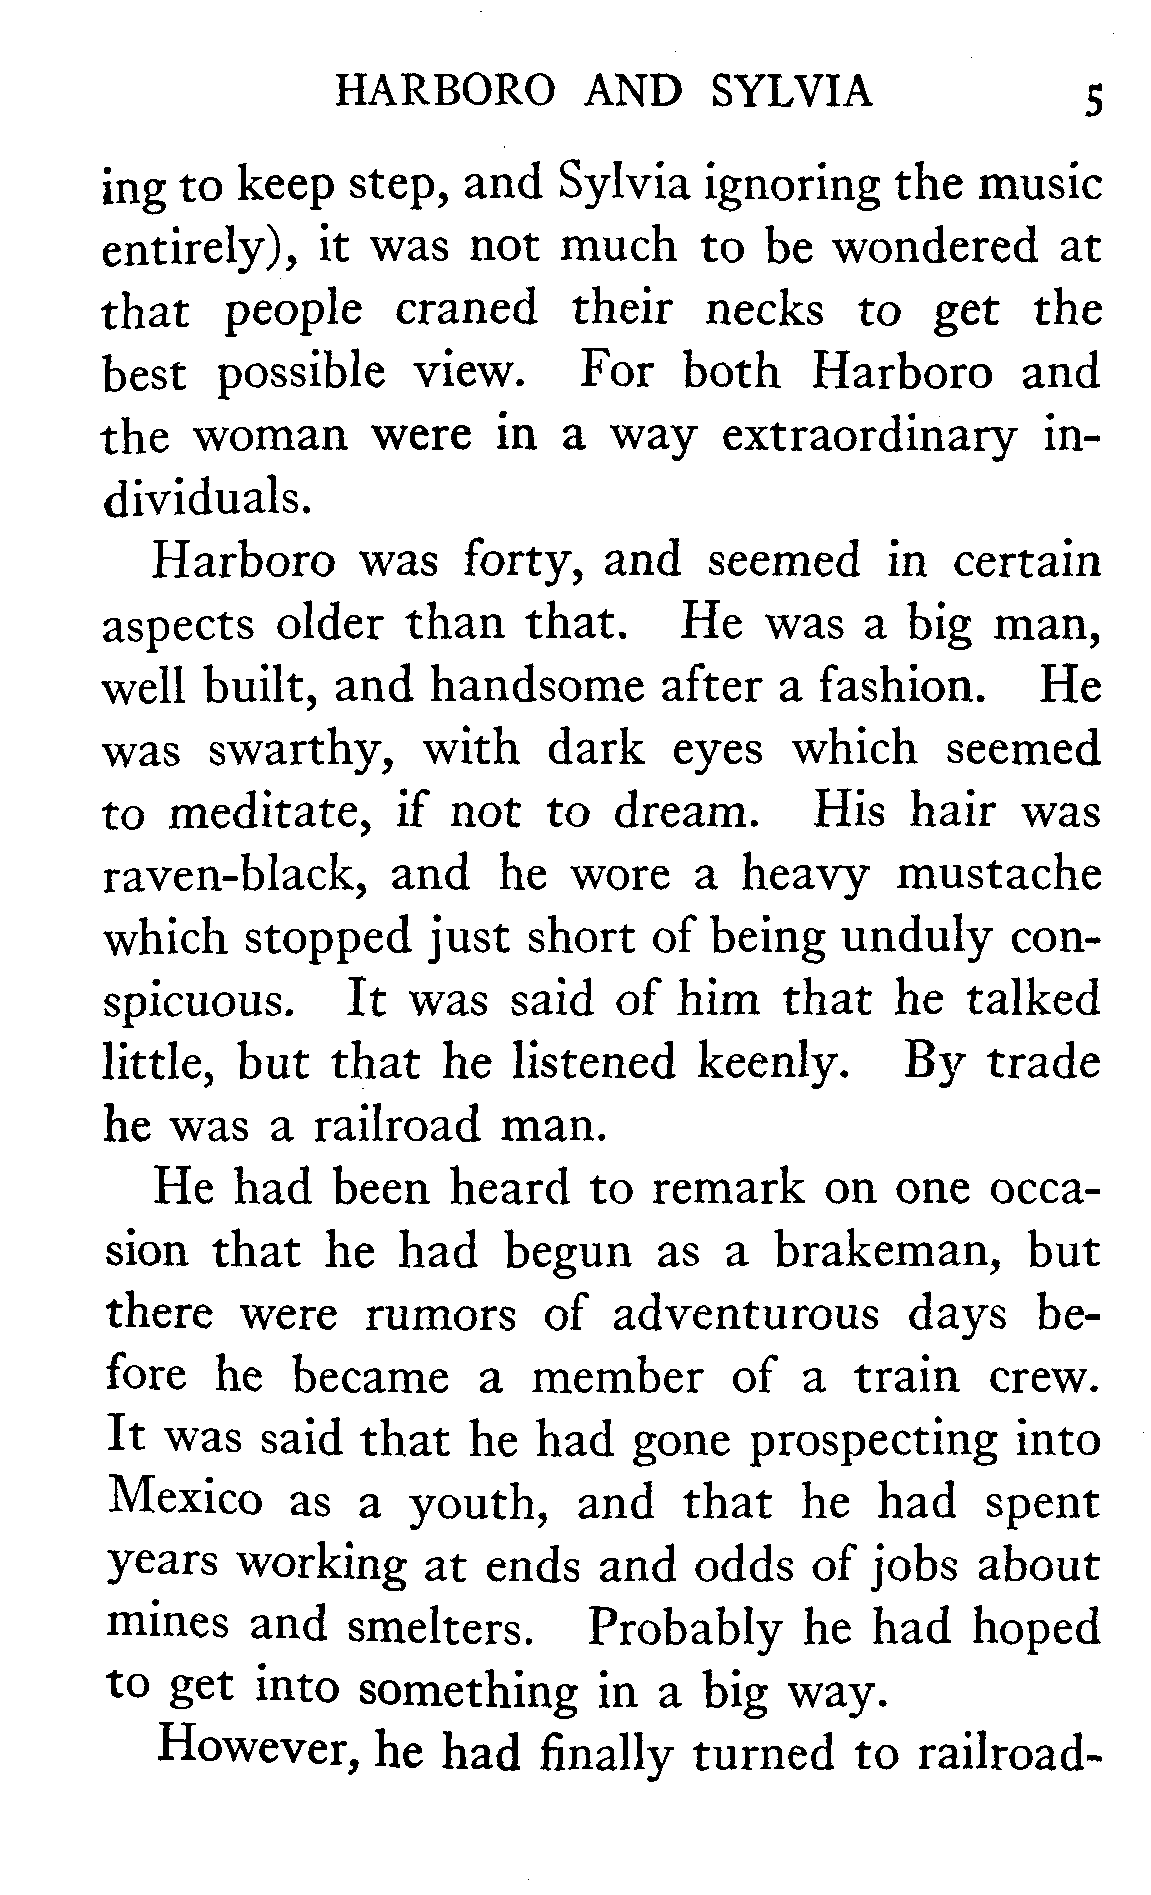 HARBORO AND SYLVIA 5
ing to keep step, and Sylvia ignoring the music
entirely), it was not much to be wondered at
that people craned their necks to get the
best possible view. For both Harboro and
the woman were in a way extraordinary in-
dividuals.
Harboro was forty, and seemed in certain
aspects older than that. He was a big man,
well built, and handsome after a fashion. He
was swarthy, with dark eyes which seemed
to meditate, if not to dream. His hair was
raven-black, and he wore a heavy mustache
which stopped just short of being unduly con-
spicuous. It was said of him that he talked
little, but that he listened keenly. By trade
he was a railroad man.
He had been heard to remark on one occa-
sion that he had begun as a brakeman, but
there were rumors of adventurous days be-
fore he became a member of a train crew.
It was said that he had gone prospecting into
Mexico as a youth, and that he had spent
years working at ends and odds of jobs about
mines and smelters. Probably he had hoped
to get into something in a big way.
However, he had finally turned to railroad-